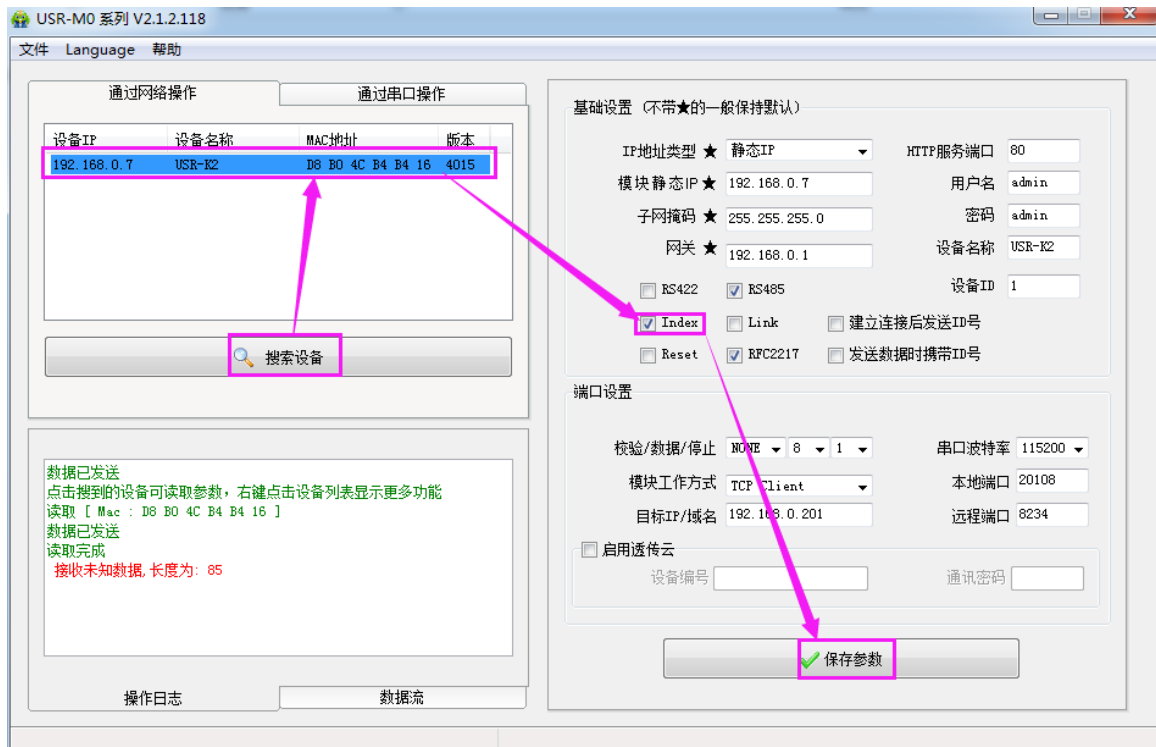 USR-M0 系列 V2.1.2.118
文件 Language 帮助
通过网络操作 通过串口操作
设备IP 设备名称 MAC地址 版本
192.168.0.7 USR-K2 D8 B0 4C B4 B4 16 4015
搜索设备
数据已发送
点击搜到的设备可读取参数，右键点击设备列表显示更多功能
读取 [ Mac : D8 B0 4C B4 B4 16 ]
数据已发送
读取完成
接收未知数据,长度为: 85
操作日志 数据流
基础设置 (不带★的一般保持默认)
IP地址类型 ★ 静态IP HTTP服务端口 80
模块静态IP★ 192.168.0.7 用户名 admin
子网掩码 ★ 255.255.255.0 密码 admin
网关 ★ 192.168.0.1 设备名称 USR-K2
RS422 RS485 设备ID 1
Index Link 建立连接后发送ID号
Reset RFC2217 发送数据时携带ID号
端口设置
校验/数据/停止 NONE 8 1 串口波特率 115200
模块工作方式 TCP Client 本地端口 20108
目标IP/域名 192.168.0.201 远程端口 8234
启用透传云
设备编号 通讯密码
保存参数